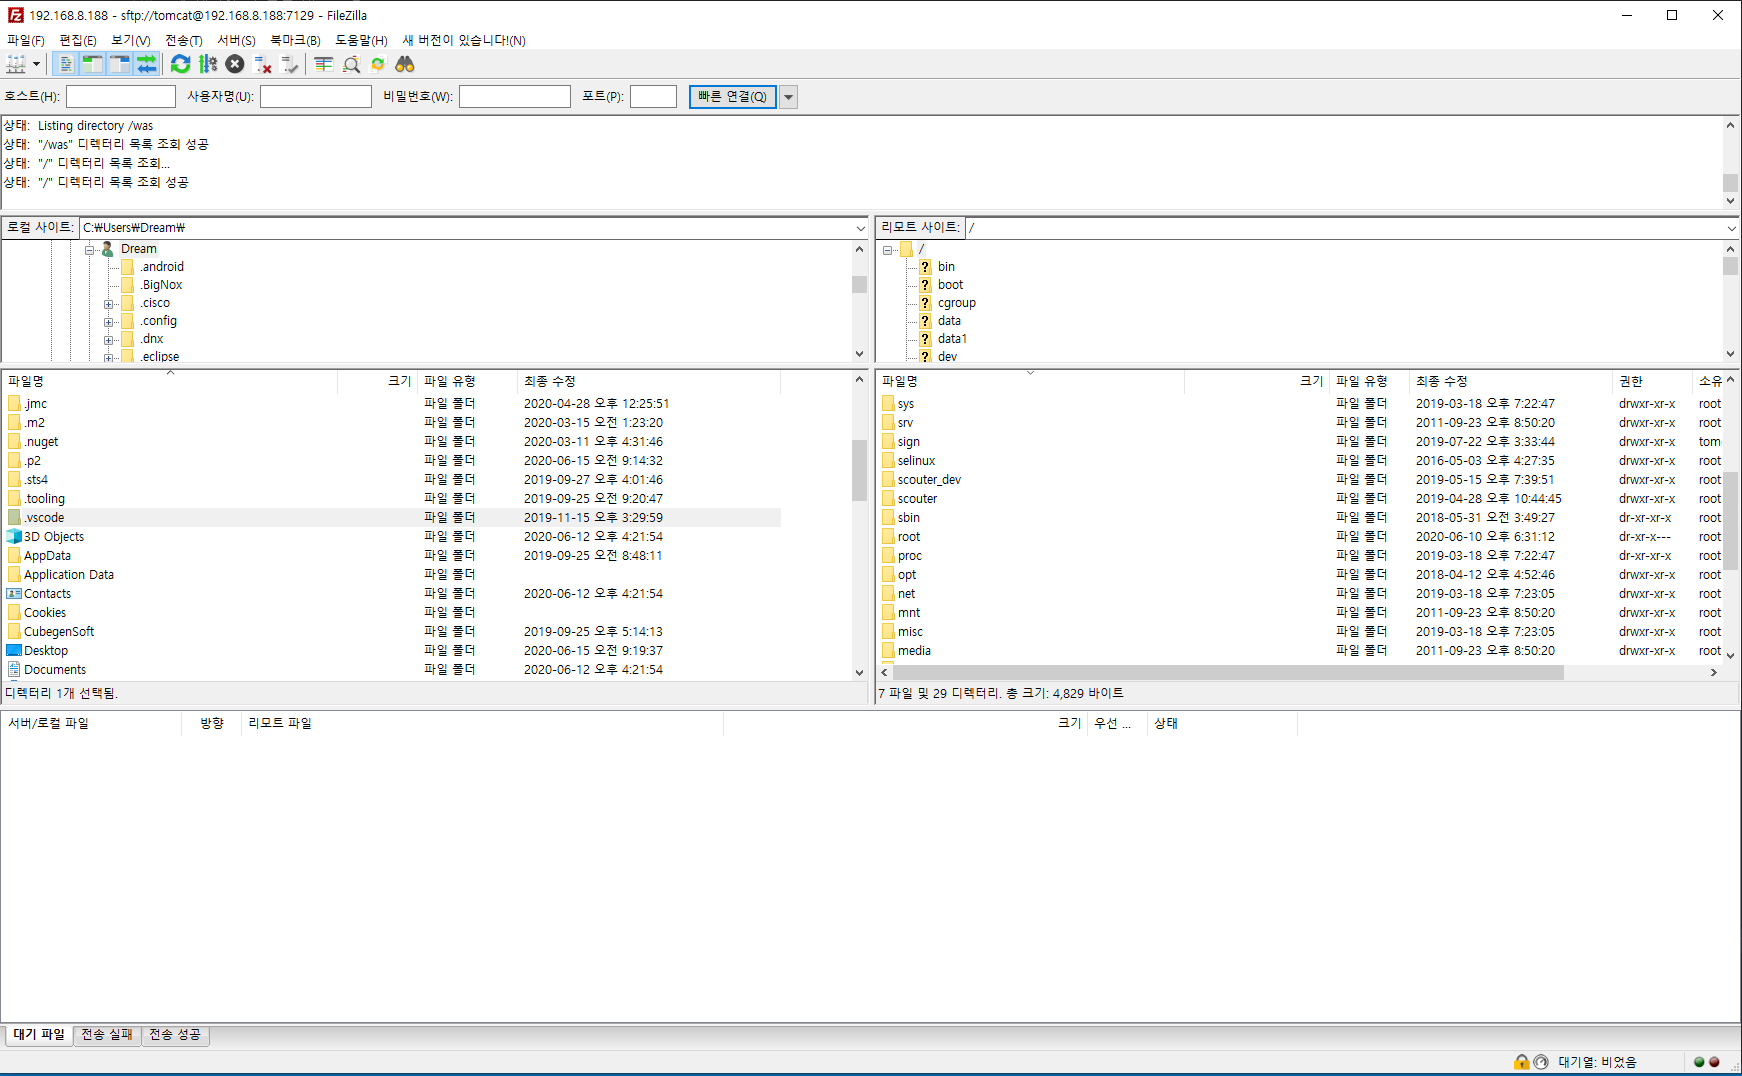 192.168.8.188 - sftp://tomcat@192.168.8.188:7129 - FileZilla
파일(F) 편집(E) 보기(V) 전송(T) 서버(S) 북마크(B) 도움말(H) 새 버전이 있습니다!(N)
호스트(H): 사용자명(U): 비밀번호(W): 포트(P): 빠른 연결(Q)
상태: Listing directory /was
상태: "/was" 디렉터리 목록 조회 성공
상태: "/" 디렉터리 목록 조회...
상태: "/" 디렉터리 목록 조회 성공
로컬 사이트: C:₩Users₩Dream₩
Dream
.android
.BigNox
.cisco
.config
.dnx
.eclipse
리모트 사이트: /
/
bin
boot
cgroup
data
data1
dev
파일명 크기 파일 유형 최종 수정
.jmc 파일 폴더 2020-04-28 오후 12:25:51
.m2 파일 폴더 2020-03-15 오전 1:23:20
.nuget 파일 폴더 2020-03-11 오후 4:31:46
.p2 파일 폴더 2020-06-15 오전 9:14:32
.sts4 파일 폴더 2019-09-27 오후 4:01:46
.tooling 파일 폴더 2019-09-25 오전 9:20:47
.vscode 파일 폴더 2019-11-15 오후 3:29:59
3D Objects 파일 폴더 2020-06-12 오후 4:21:54
AppData 파일 폴더 2019-09-25 오전 8:48:11
Application Data 파일 폴더
Contacts 파일 폴더 2020-06-12 오후 4:21:54
Cookies 파일 폴더
CubegenSoft 파일 폴더 2019-09-25 오후 5:14:13
Desktop 파일 폴더 2020-06-15 오전 9:19:37
Documents 파일 폴더 2020-06-12 오후 4:21:54
디렉터리 1개 선택됨.
파일명 크기 파일 유형 최종 수정 권한 소유
sys 파일 폴더 2019-03-18 오후 7:22:47 drwxr-xr-x root
srv 파일 폴더 2011-09-23 오후 8:50:20 drwxr-xr-x root
sign 파일 폴더 2019-07-22 오후 3:33:44 drwxr-xr-x tom
selinux 파일 폴더 2016-05-03 오후 4:27:35 drwxr-xr-x root
scouter_dev 파일 폴더 2019-05-15 오후 7:39:51 drwxr-xr-x root
scouter 파일 폴더 2019-04-28 오후 10:44:45 drwxr-xr-x root
sbin 파일 폴더 2018-05-31 오전 3:49:27 dr-xr-xr-x root
root 파일 폴더 2020-06-10 오후 6:31:12 dr-xr-x--- root
proc 파일 폴더 2019-03-18 오후 7:22:47 dr-xr-xr-x root
opt 파일 폴더 2018-04-12 오후 4:52:46 drwxr-xr-x root
net 파일 폴더 2019-03-18 오후 7:23:05 drwxr-xr-x root
mnt 파일 폴더 2011-09-23 오후 8:50:20 drwxr-xr-x root
misc 파일 폴더 2019-03-18 오후 7:23:05 drwxr-xr-x root
media 파일 폴더 2011-09-23 오후 8:50:20 drwxr-xr-x root
7 파일 및 29 디렉터리. 총 크기: 4,829 바이트
서버/로컬 파일 방향 리모트 파일 크기 우선 ... 상태
대기 파일 전송 실패 전송 성공
대기열: 비었음